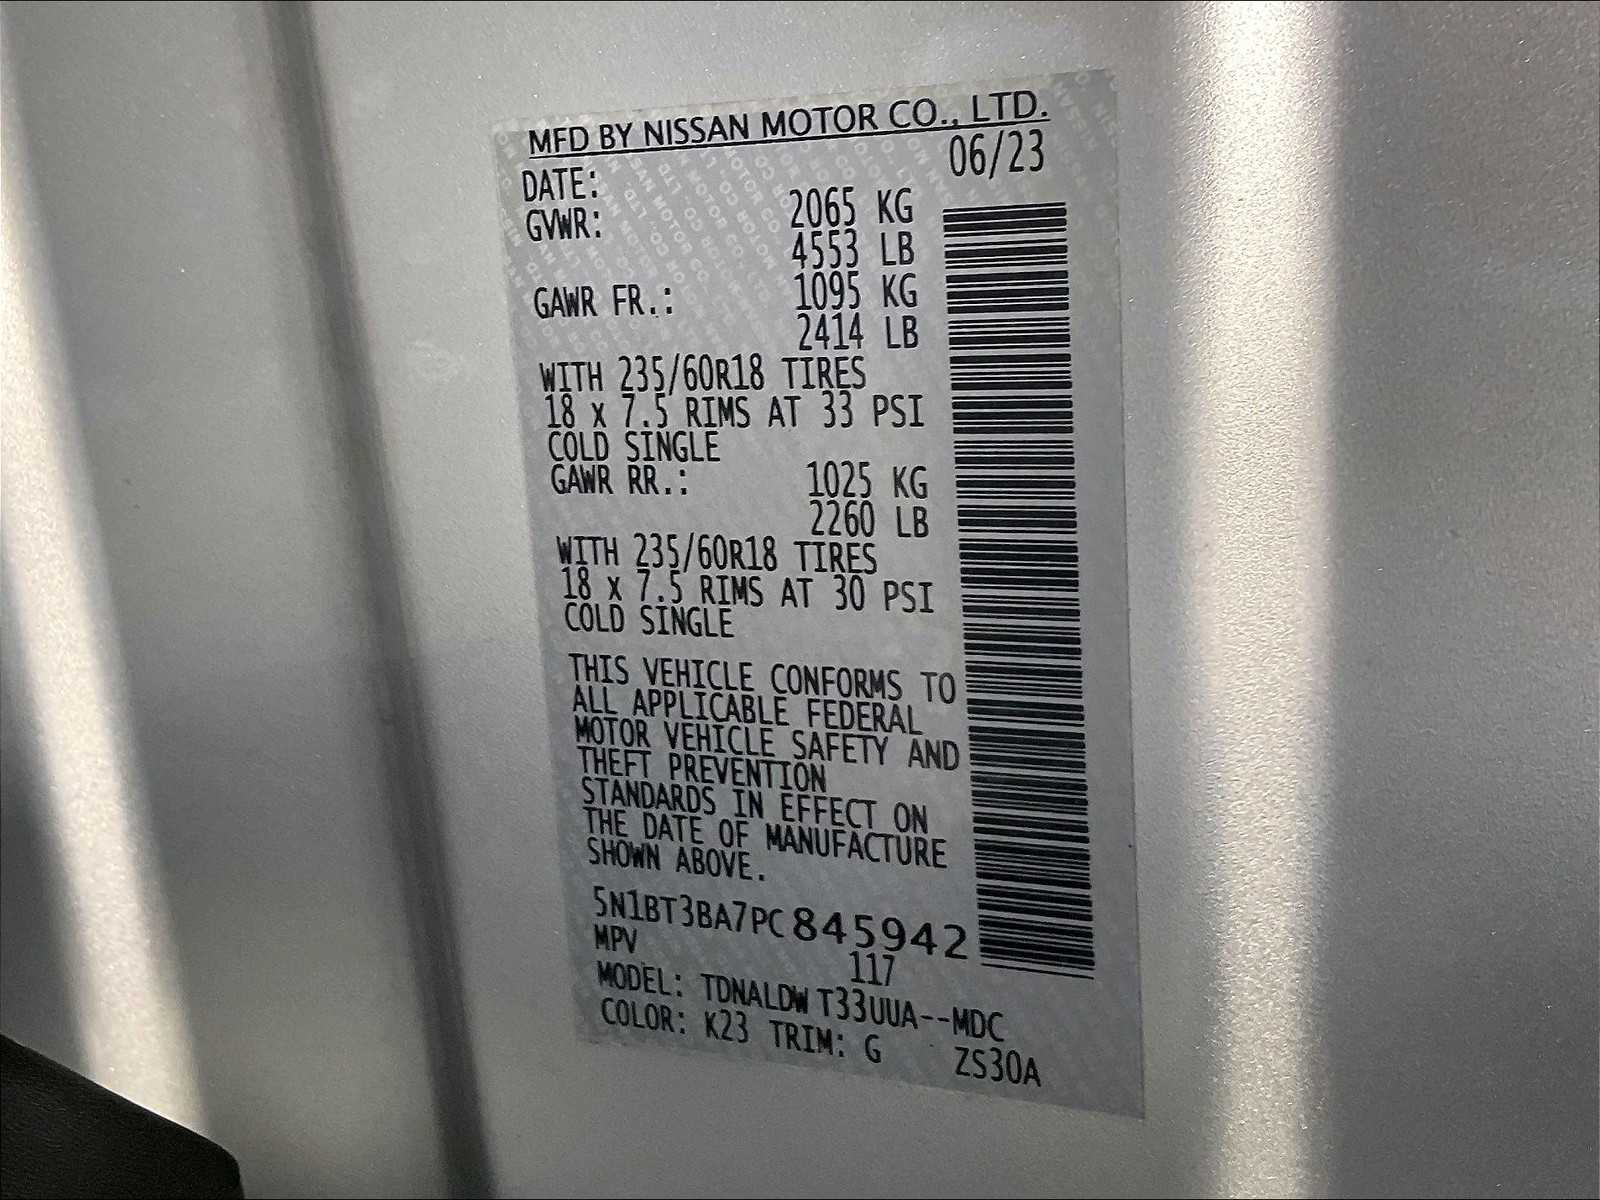 MFD BY NISSAN MOTOR CO., LTD.
DATE: 06/23
GVWR: 2065 KG
4553 LB
GAWR FR.: 1095 KG
2414 LB
WITH 235/60R18 TIRES
18 x 7.5 RIMS AT 33 PSI
COLD SINGLE
GAWR RR.: 1025 KG
2260 LB
WITH 235/60R18 TIRES
18 x 7.5 RIMS AT 30 PSI
COLD SINGLE
THIS VEHICLE CONFORMS TO
ALL APPLICABLE FEDERAL
MOTOR VEHICLE SAFETY AND
THEFT PREVENTION
STANDARDS IN EFFECT ON
THE DATE OF MANUFACTURE
SHOWN ABOVE.
5N1BT3BA7PC845942
MPV 117
MODEL: TDNALDW T33UUA--MDC
COLOR: K23 TRIM: G ZS30A